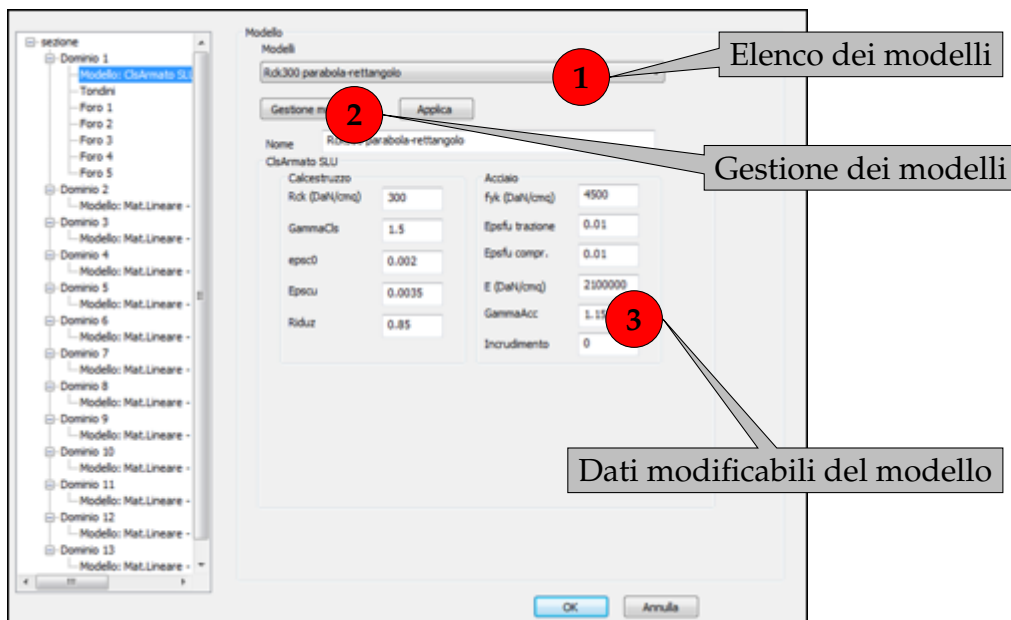 sezione
Dominio 1
Modello: ClsArmato SLU
Tondini
Foro 1
Foro 2
Foro 3
Foro 4
Foro 5
Dominio 2
Modello: Mat.Lineare -
Dominio 3
Modello: Mat.Lineare -
Dominio 4
Modello: Mat.Lineare -
Dominio 5
Modello: Mat.Lineare -
Dominio 6
Modello: Mat.Lineare -
Dominio 7
Modello: Mat.Lineare -
Dominio 8
Modello: Mat.Lineare -
Dominio 9
Modello: Mat.Lineare -
Dominio 10
Modello: Mat.Lineare -
Dominio 11
Modello: Mat.Lineare -
Dominio 12
Modello: Mat.Lineare -
Dominio 13
Modello: Mat.Lineare -
Modello
Modelli
Rck300 parabola-rettangolo
1
Elenco dei modelli
Gestione
2
Applica
Gestione dei modelli
Nome
parabola-rettangolo
ClsArmato SLU
Calcestruzzo
Rck (DaN/cmq) 300
GammaCls 1.5
epsc0 0.002
Epscu 0.0035
Riduz 0.85
Acciaio
fyk (DaN/cmq) 4500
Epsfu trazione 0.01
Epsfu compr. 0.01
E (DaN/cmq) 2100000
GammaAcc 1.15
3
Incrudimento 0
Dati modificabili del modello
OK Annulla